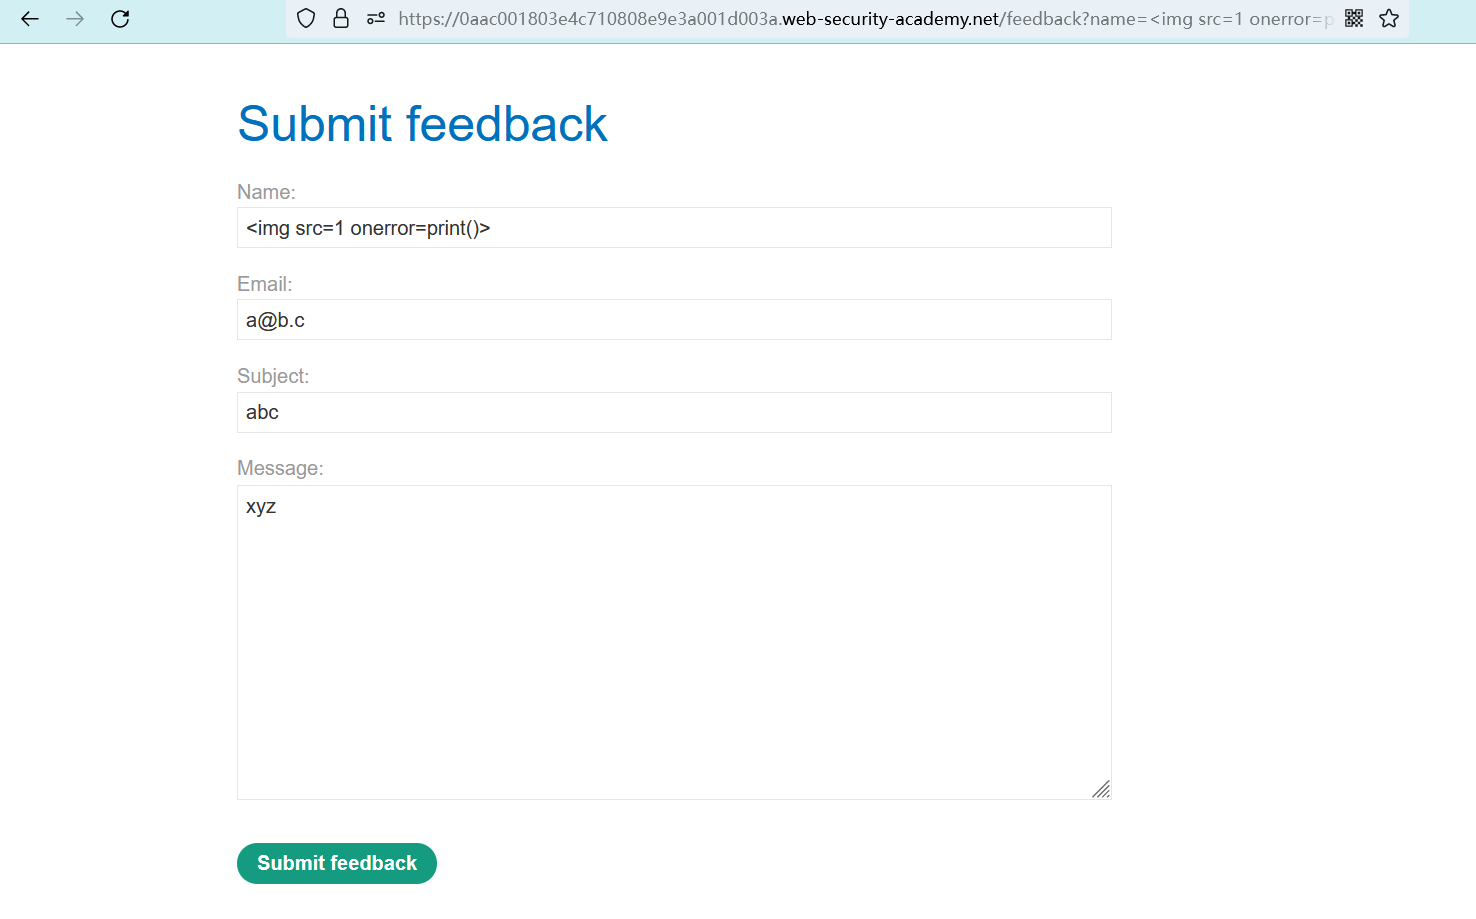 https://0aac001803e4c710808e9e3a001d003a.web-security-academy.net/feedback?name=<img src=1 onerror=p
Submit feedback
Name:
<img src=1 onerror=print()>
Email:
a@b.c
Subject:
abc
Message:
xyz
Submit feedback